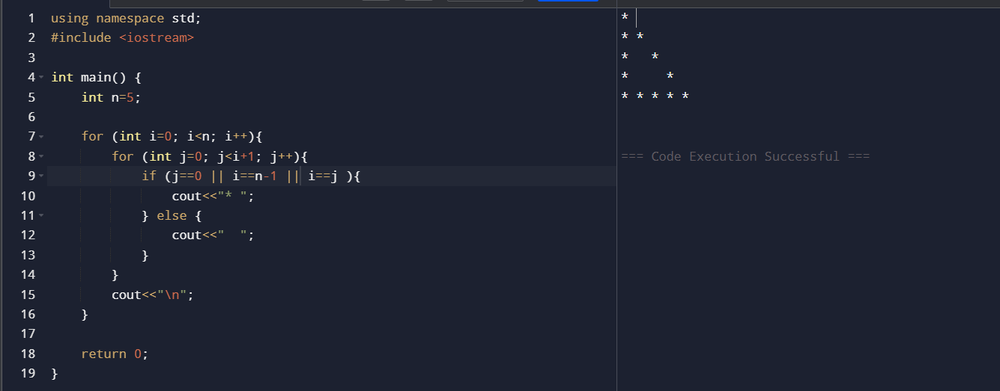 1 using namespace std;
2 #include <iostream>
3
4 int main() {
5     int n=5;
6
7     for (int i=0; i<n; i++){
8         for (int j=0; j<i+1; j++){
9             if (j==0 || i==n-1 || i==j ){
10                 cout<<"* ";
11             } else {
12                 cout<<"  ";
13             }
14         }
15         cout<<"\n";
16     }
17
18     return 0;
19 }
*
* *
*   *
*     *
* * * * *
=== Code Execution Successful ===